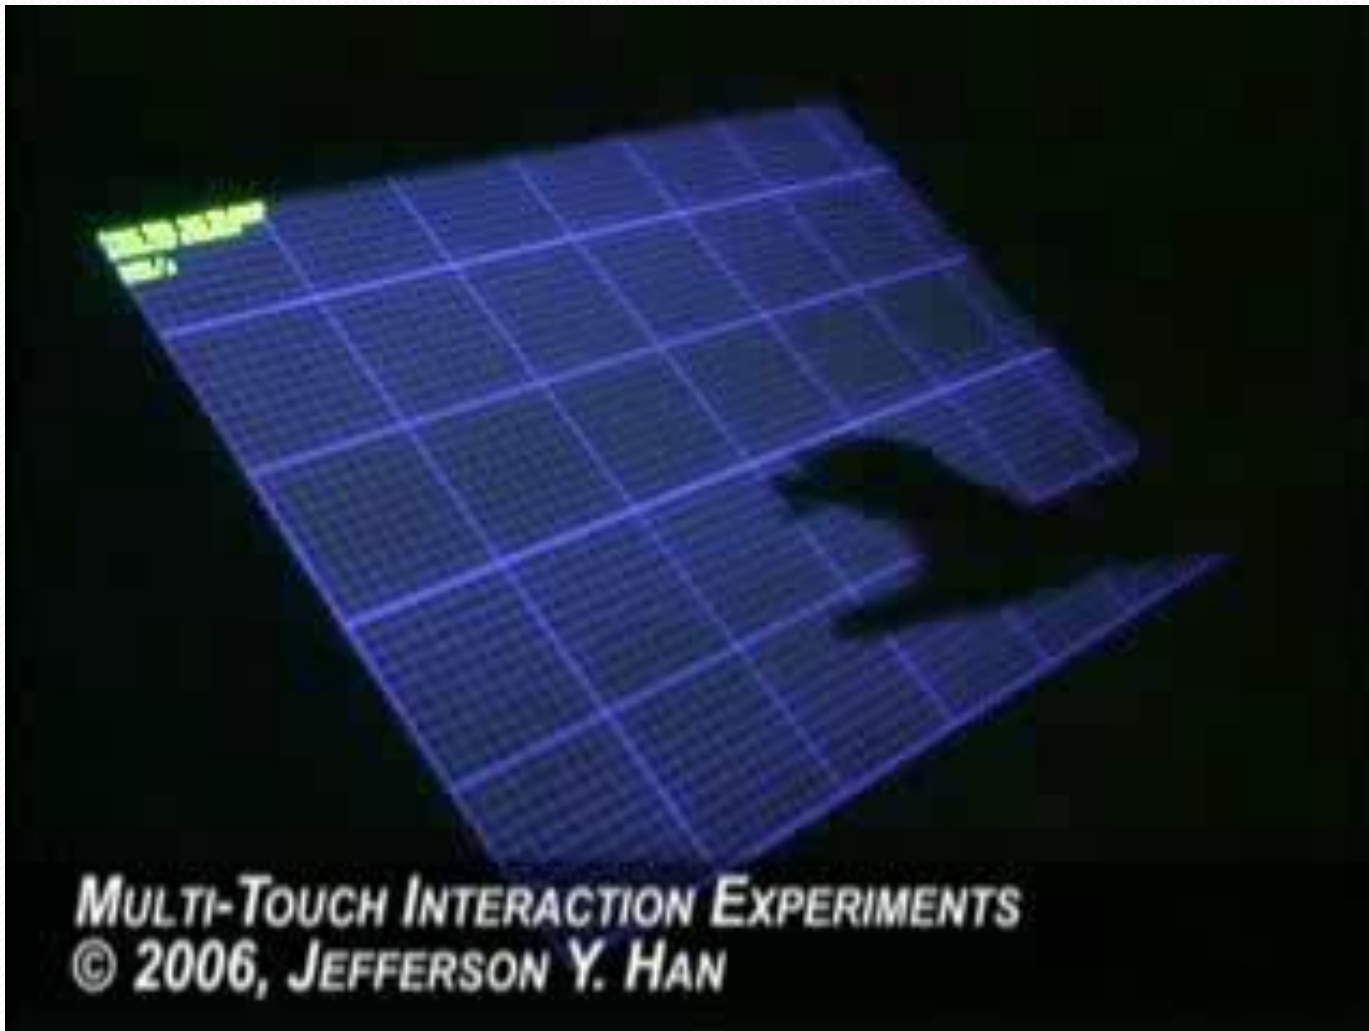 MULTI-TOUCH INTERACTION EXPERIMENTS
© 2006, JEFFERSON Y. HAN